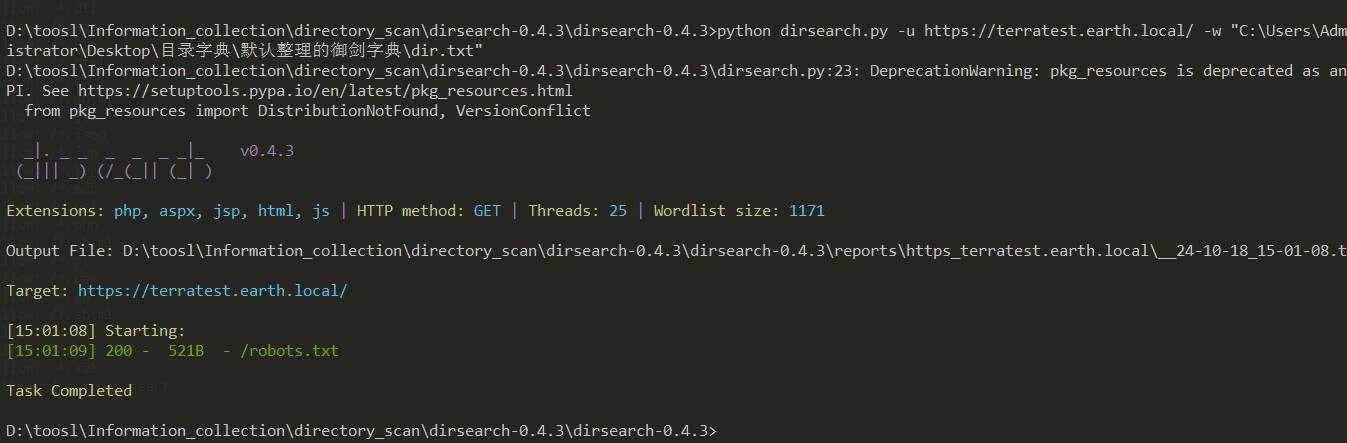 D:\toosl\Information_collection\directory_scan\dirsearch-0.4.3\dirsearch-0.4.3>python dirsearch.py -u https://terratest.earth.local/ -w "C:\Users\Adm
istrator\Desktop\目录字典\默认整理的御剑字典\dir.txt"
D:\toosl\Information_collection\directory_scan\dirsearch-0.4.3\dirsearch-0.4.3\dirsearch.py:23: DeprecationWarning: pkg_resources is deprecated as an
PI. See https://setuptools.pypa.io/en/latest/pkg_resources.html
  from pkg_resources import DistributionNotFound, VersionConflict
  _|. _ _  _  _  _ _|_    v0.4.3
 (_||| _) (/_(_|| (_| )
Extensions: php, aspx, jsp, html, js | HTTP method: GET | Threads: 25 | Wordlist size: 1171
Output File: D:\toosl\Information_collection\directory_scan\dirsearch-0.4.3\dirsearch-0.4.3\reports\https_terratest.earth.local\__24-10-18_15-01-08.t
Target: https://terratest.earth.local/
[15:01:08] Starting:
[15:01:09] 200 -  521B  - /robots.txt
Task Completed
D:\toosl\Information_collection\directory_scan\dirsearch-0.4.3\dirsearch-0.4.3>